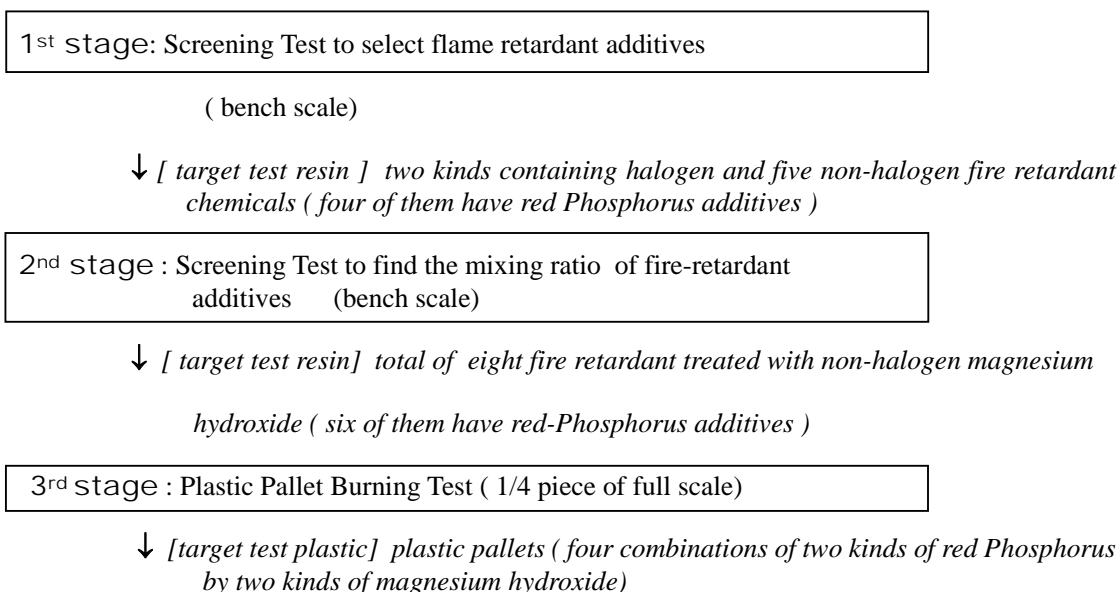 1st stage: Screening Test to select flame retardant additives
( bench scale)
↓ [ target test resin ] two kinds containing halogen and five non-halogen fire retardant
chemicals ( four of them have red Phosphorus additives )
2nd stage : Screening Test to find the mixing ratio of fire-retardant
additives (bench scale)
↓ [ target test resin] total of eight fire retardant treated with non-halogen magnesium
hydroxide ( six of them have red-Phosphorus additives )
3rd stage : Plastic Pallet Burning Test ( 1/4 piece of full scale)
↓ [target test plastic] plastic pallets ( four combinations of two kinds of red Phosphorus
by two kinds of magnesium hydroxide)